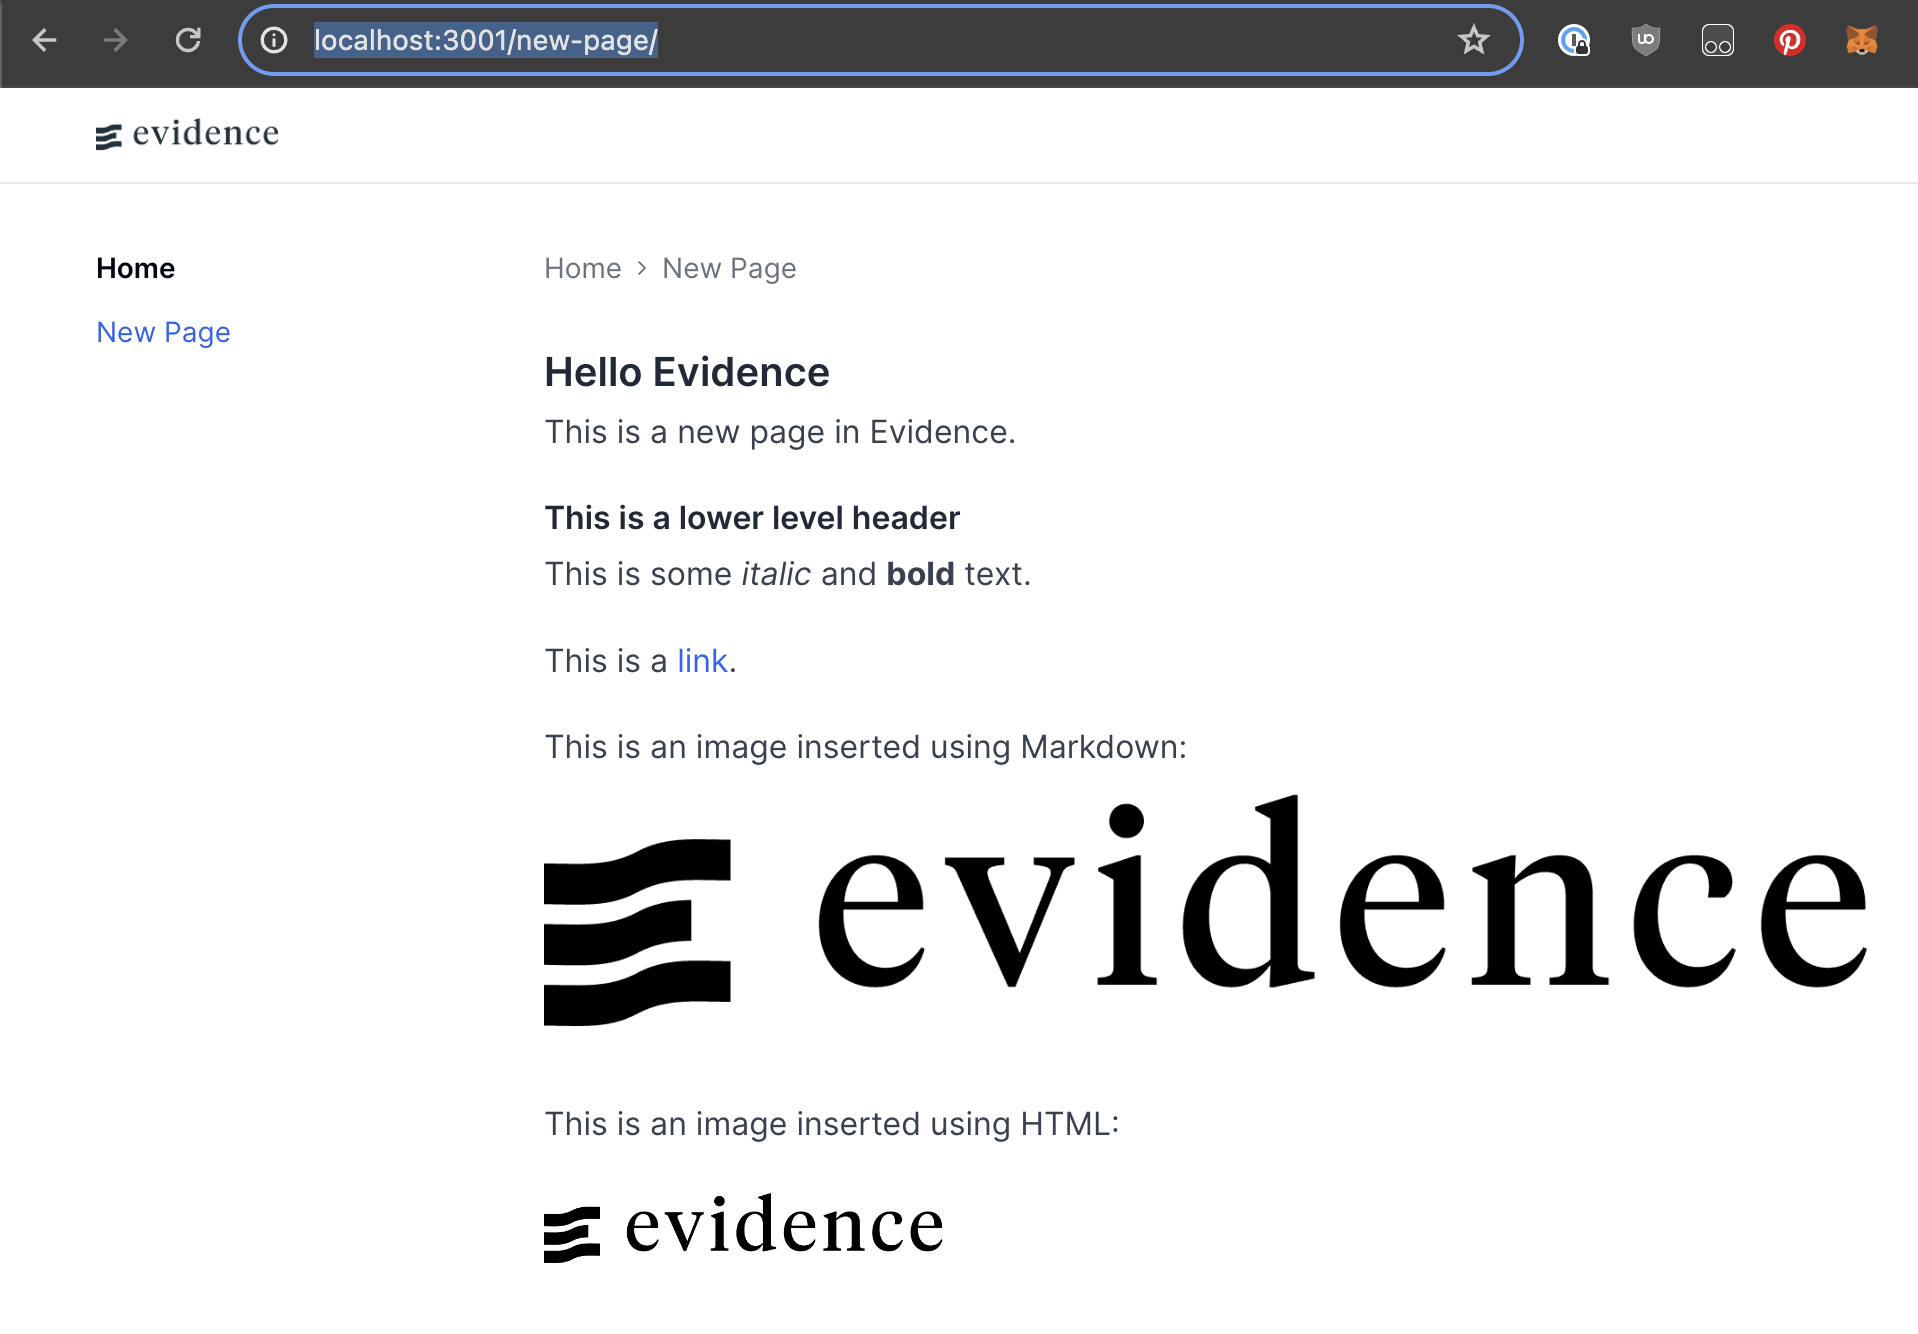 localhost:3001/new-page/
evidence
Home
New Page
Home > New Page
Hello Evidence
This is a new page in Evidence.
This is a lower level header
This is some italic and bold text.
This is a link.
This is an image inserted using Markdown:
evidence
This is an image inserted using HTML:
evidence